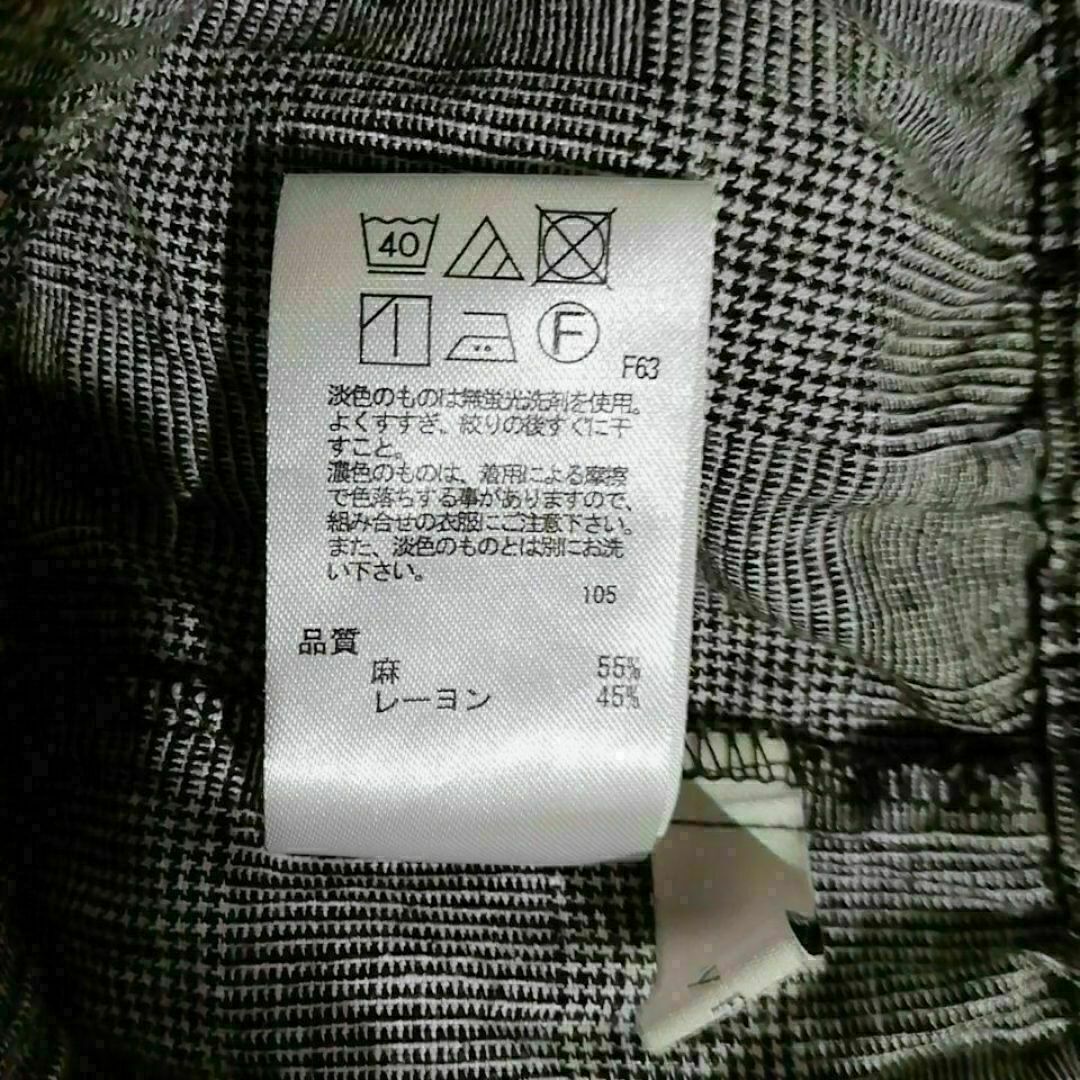 40
F
F63
淡色のものは無蛍光洗剤を使用。
よくすすぎ、絞りの後すぐに干
すこと。
濃色のものは、着用による摩擦
で色落ちする事がありますので、
組み合せの衣服にご注意下さい。
また、淡色のものとは別にお洗
い下さい。
105
品質
麻 55%
レーヨン 45%